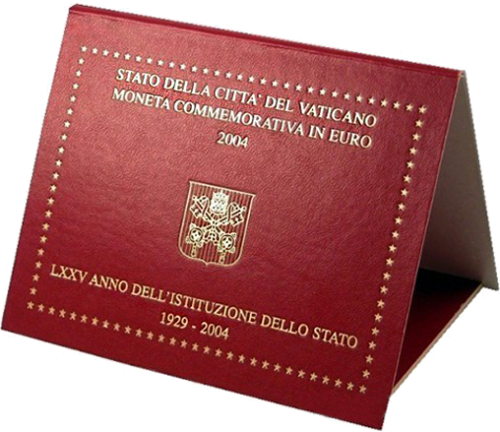 STATO DELLA CITTA' DEL VATICANO
MONETA COMMEMORATIVA IN EURO
2004
LXXV ANNO DELL'ISTITUZIONE DELLO STATO
1929 - 2004